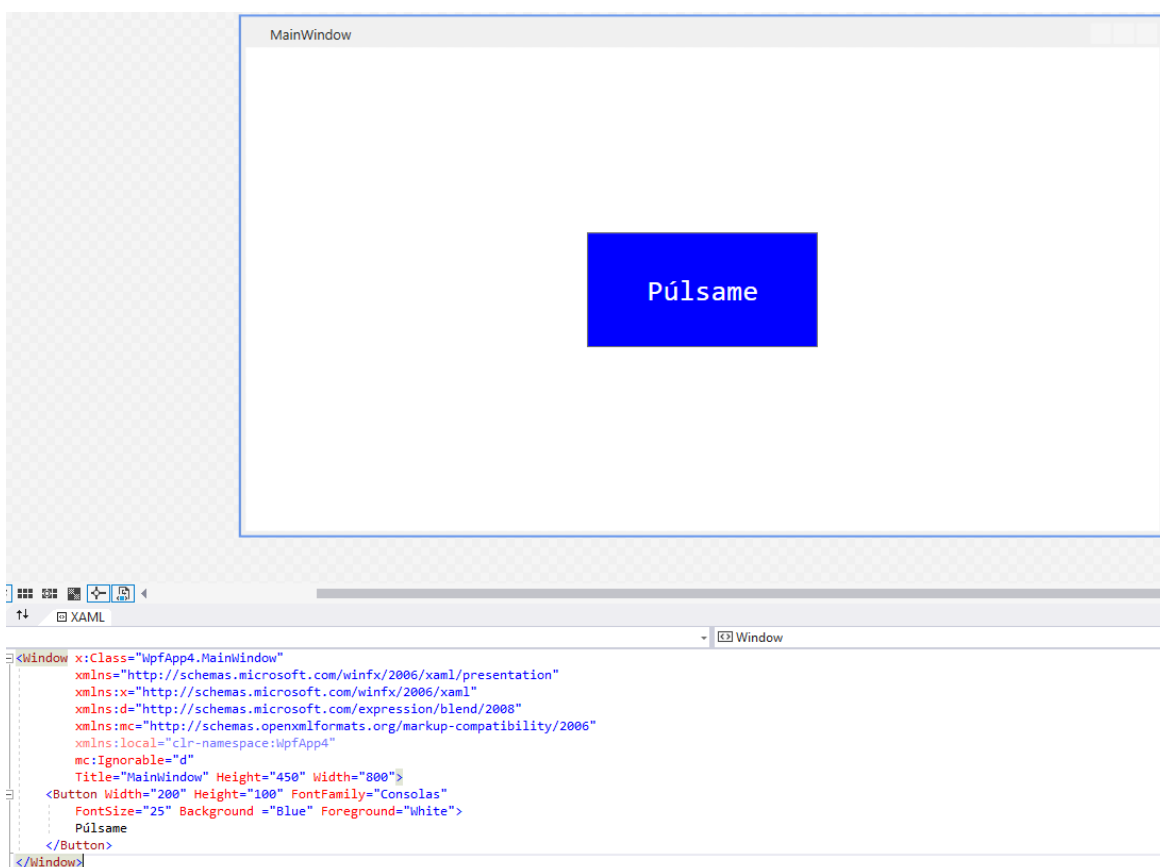 MainWindow
Púlsame
XAML
Window
<Window x:Class="WpfApp4.MainWindow"
xmlns="http://schemas.microsoft.com/winfx/2006/xaml/presentation"
xmlns:x="http://schemas.microsoft.com/winfx/2006/xaml"
xmlns:d="http://schemas.microsoft.com/expression/blend/2008"
xmlns:mc="http://schemas.openxmlformats.org/markup-compatibility/2006"
xmlns:local="clr-namespace:WpfApp4"
mc:Ignorable="d"
Title="MainWindow" Height="450" Width="800">
<Button Width="200" Height="100" FontFamily="Consolas"
FontSize="25" Background ="Blue" Foreground="White">
Púlsame
</Button>
</Window>